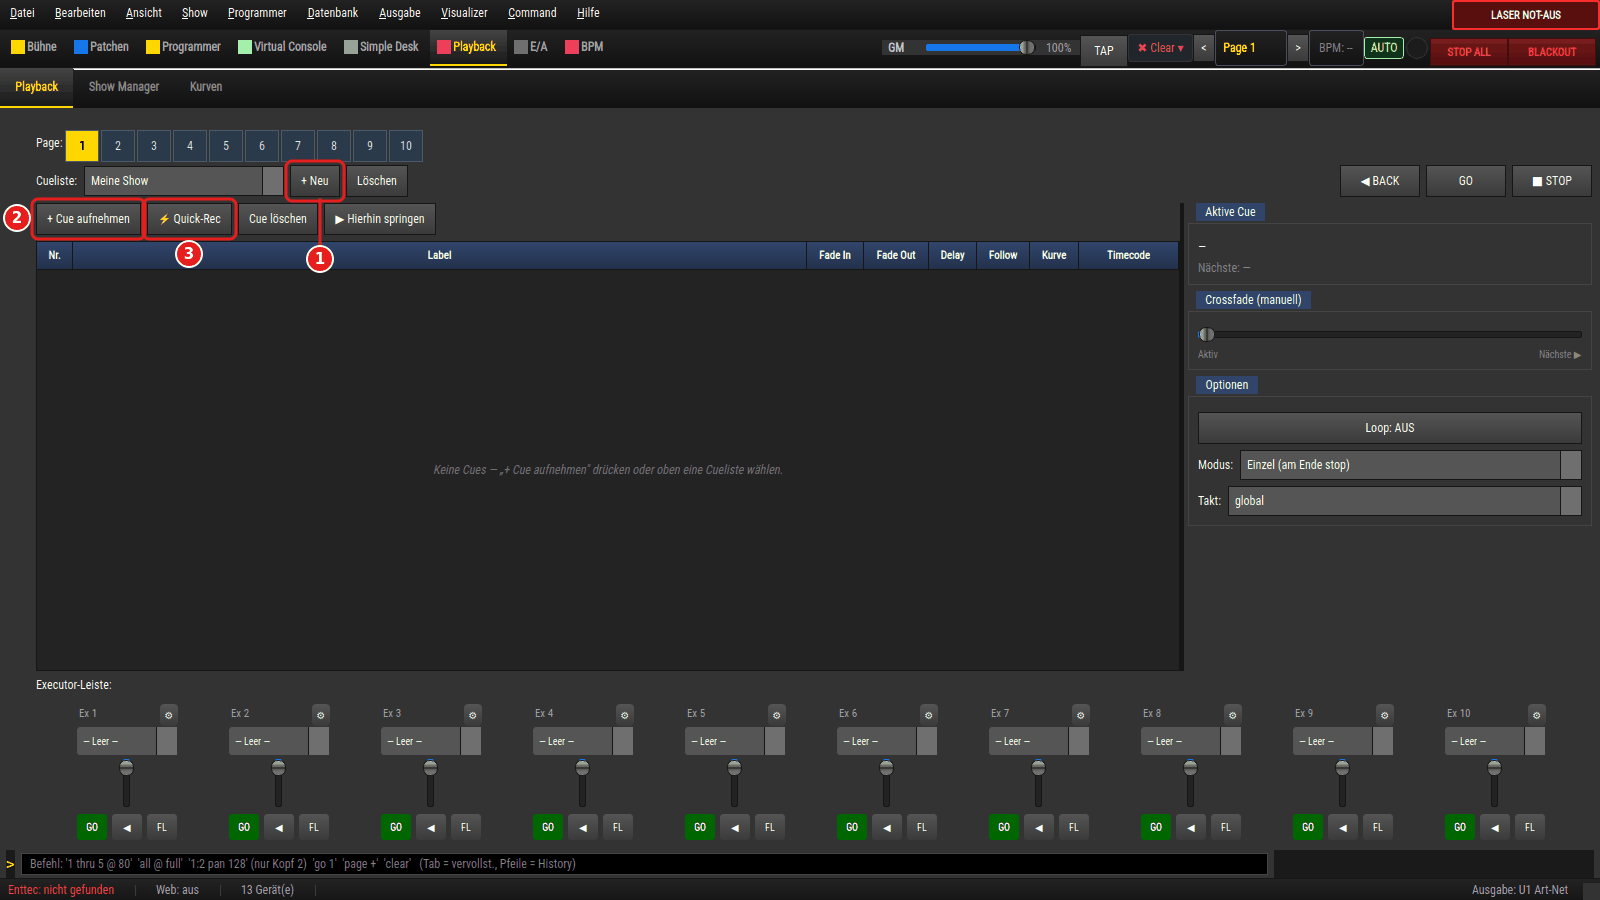 Datei Bearbeiten Ansicht Show Programmer Datenbank Ausgabe Visualizer Command Hilfe
LASER NOT-AUS
Bühne Patchen Programmer Virtual Console Simple Desk Playback E/A BPM
GM 100% TAP ✖ Clear ▾ < Page 1 > BPM: -- AUTO STOP ALL BLACKOUT
Playback Show Manager Kurven
Page: 1 2 3 4 5 6 7 8 9 10
Cueliste: Meine Show + Neu Löschen ◀ BACK GO ■ STOP
2 + Cue aufnehmen ⚡ Quick-Rec Cue löschen ▶ Hierhin springen
3 1
Nr. Label Fade In Fade Out Delay Follow Kurve Timecode
Keine Cues — „+ Cue aufnehmen" drücken oder oben eine Cueliste wählen.
Aktive Cue
—
Nächste: —
Crossfade (manuell)
Aktiv Nächste ▶
Optionen
Loop: AUS
Modus: Einzel (am Ende stop)
Takt: global
Executor-Leiste:
Ex 1 ⚙ Ex 2 ⚙ Ex 3 ⚙ Ex 4 ⚙ Ex 5 ⚙ Ex 6 ⚙ Ex 7 ⚙ Ex 8 ⚙ Ex 9 ⚙ Ex 10 ⚙
— Leer — — Leer — — Leer — — Leer — — Leer — — Leer — — Leer — — Leer — — Leer — — Leer —
GO ◀ FL GO ◀ FL GO ◀ FL GO ◀ FL GO ◀ FL GO ◀ FL GO ◀ FL GO ◀ FL GO ◀ FL GO ◀ FL
> Befehl: '1 thru 5 @ 80' 'all @ full' '1:2 pan 128' (nur Kopf 2) 'go 1' 'page +' 'clear' (Tab = vervollst., Pfeile = History)
Enttec: nicht gefunden Web: aus 13 Gerät(e) Ausgabe: U1 Art-Net